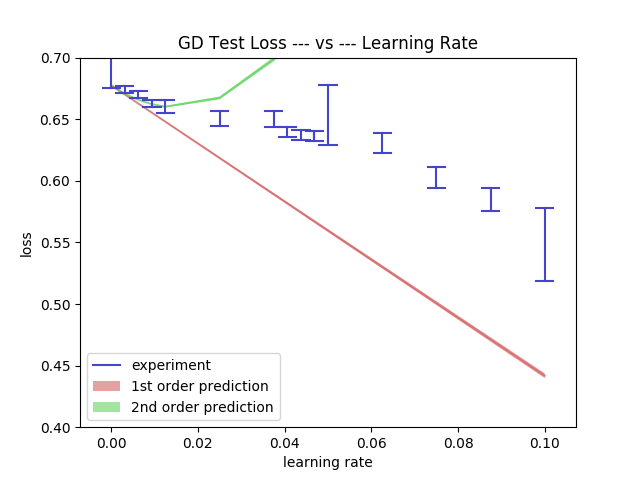 GD Test Loss --- vs --- Learning Rate
0.70
0.65
0.60
0.55
0.50
0.45
0.40
loss
experiment
1st order prediction
2nd order prediction
0.00 0.02 0.04 0.06 0.08 0.10
learning rate